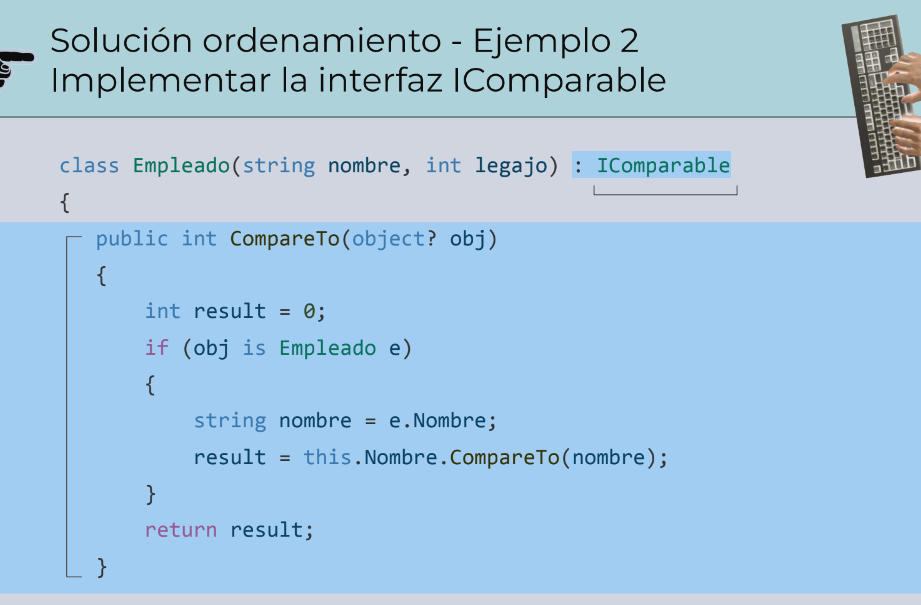 Solución ordenamiento - Ejemplo 2
Implementar la interfaz IComparable
class Empleado(string nombre, int legajo) : IComparable
{
public int CompareTo(object? obj)
{
int result = 0;
if (obj is Empleado e)
{
string nombre = e.Nombre;
result = this.Nombre.CompareTo(nombre);
}
return result;
}